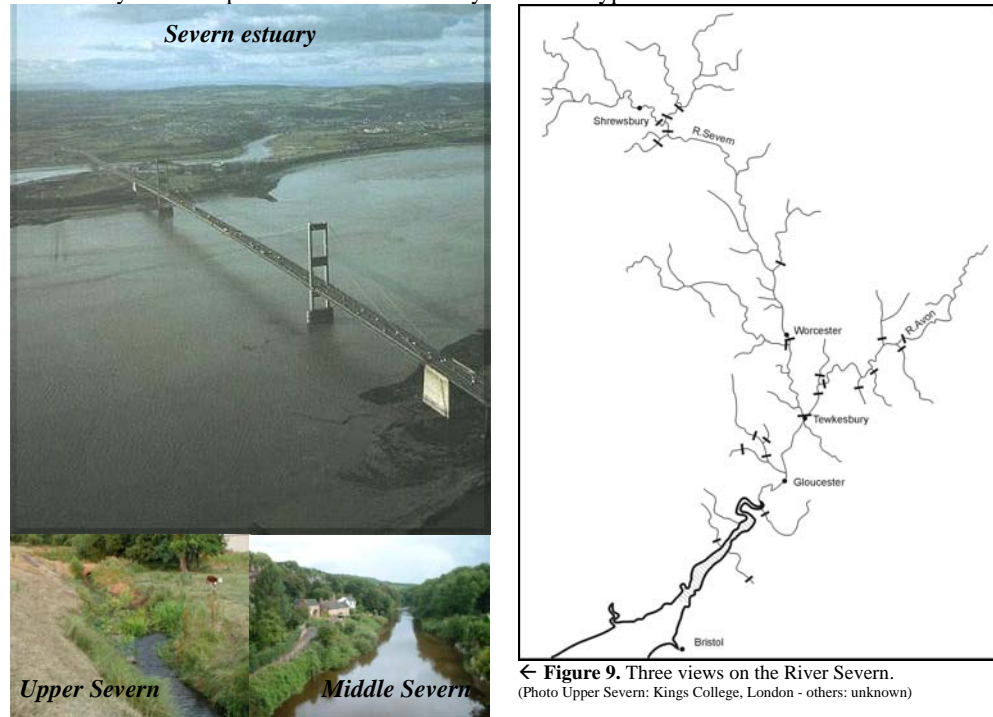 Severn estuary
Upper Severn
Middle Severn
Shrewsbury
R.Severn
Worcester
R.Avon
Tewkesbury
Gloucester
Bristol
← Figure 9. Three views on the River Severn.
(Photo Upper Severn: Kings College, London - others: unknown)